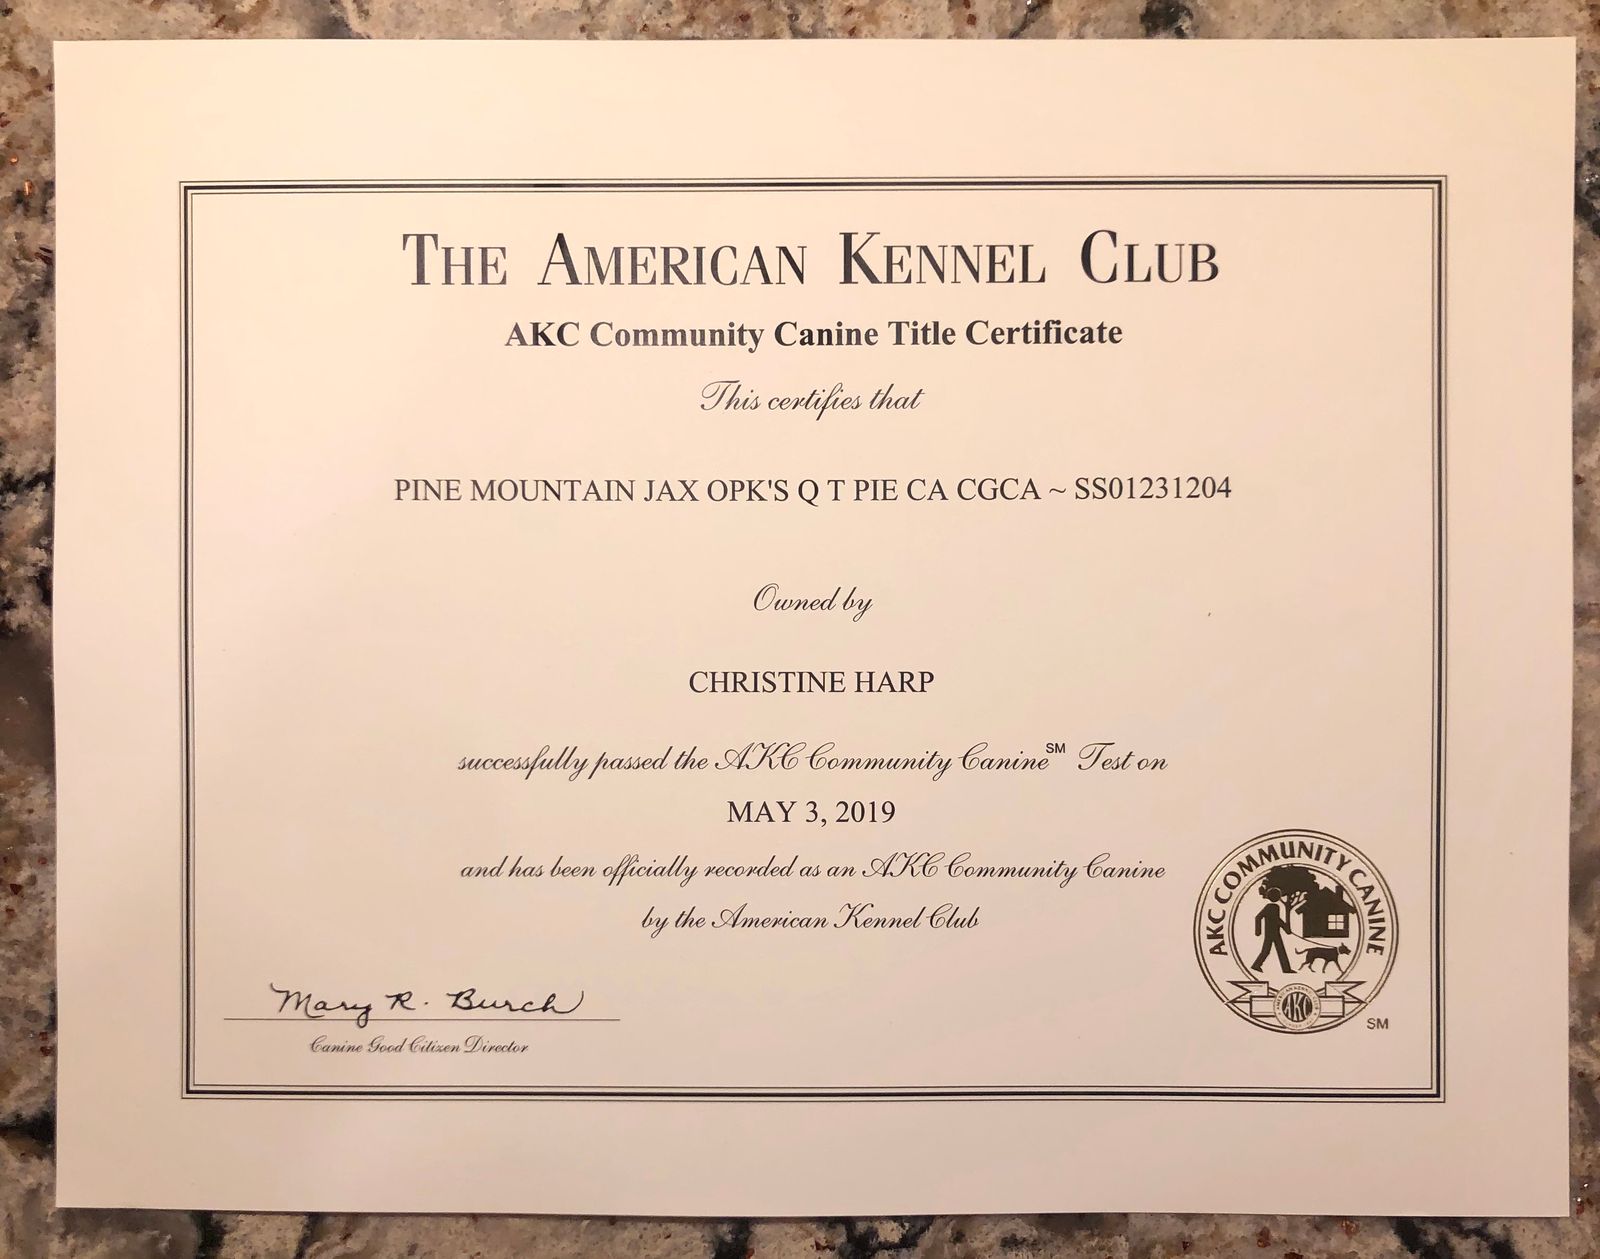 THE AMERICAN KENNEL CLUB
AKC Community Canine Title Certificate
This certifies that
PINE MOUNTAIN JAX OPK'S Q T PIE CA CGCA ~ SS01231204
Owned by
CHRISTINE HARP
successfully passed the AKC Community Canine℠ Test on
MAY 3, 2019
and has been officially recorded as an AKC Community Canine
by the American Kennel Club
Mary R. Burch
Canine Good Citizen Director
AKC COMMUNITY CANINE
AKC
SM